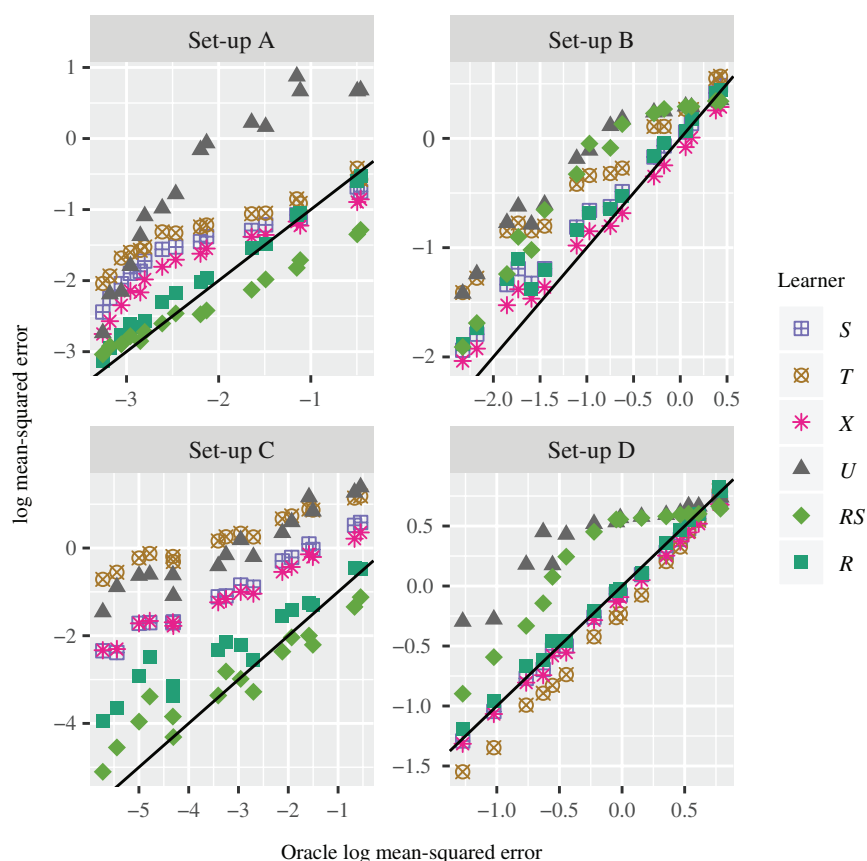 Set-up A
Set-up B
1
0
−1
−2
−3
0
−1
−2
−3
−2
−1
−2.0
−1.5
−1.0
−0.5
0.0
0.5
Set-up C
Set-up D
0
−2
−4
0.5
0.0
−0.5
−1.0
−1.5
−5
−4
−3
−2
−1
−1.0
−0.5
0.0
0.5
log mean-squared error
Oracle log mean-squared error
Learner
S
T
X
U
RS
R